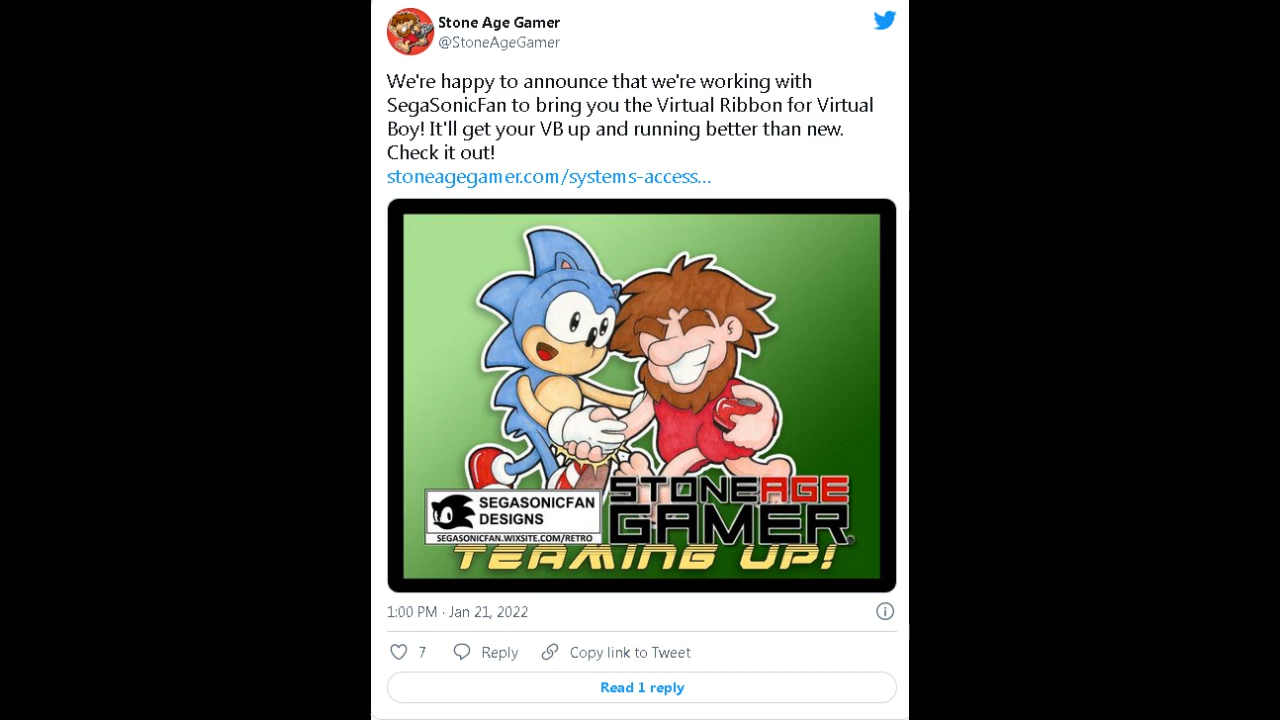 Stone Age Gamer
@StoneAgeGamer
We're happy to announce that we're working with
SegaSonicFan to bring you the Virtual Ribbon for Virtual
Boy! It'll get your VB up and running better than new.
Check it out!
stoneagegamer.com/systems-access...
SEGASONICFAN
DESIGNS
SEGASONICFAN.WIXSITE.COM/RETRO
STONEAGE
GAMER®
TEAMING UP!
1:00 PM · Jan 21, 2022
7 Reply Copy link to Tweet
Read 1 reply